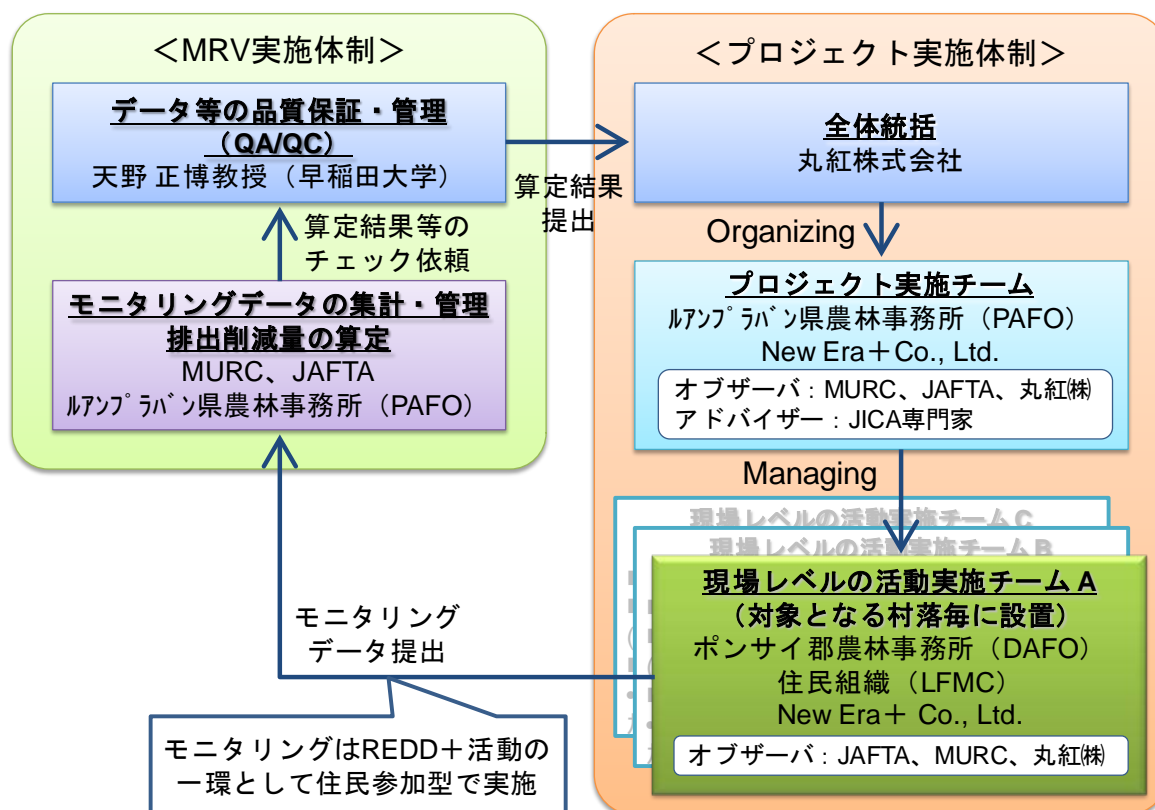 <MRV実施体制>
データ等の品質保証・管理
(QA/QC)
天野 正博教授（早稲田大学）
算定結果等の
チェック依頼
モニタリングデータの集計・管理
排出削減量の算定
MURC、JAFTA
ﾙｱﾝﾌﾟﾗﾊﾞﾝ県農林事務所（PAFO）
算定結果
提出
<プロジェクト実施体制>
全体統括
丸紅株式会社
Organizing
プロジェクト実施チーム
ﾙｱﾝﾌﾟﾗﾊﾞﾝ県農林事務所（PAFO）
New Era＋Co., Ltd.
オブザーバ：MURC、JAFTA、丸紅㈱
アドバイザー：JICA専門家
Managing
現場レベルの活動実施チームC
現場レベルの活動実施チームB
現場レベルの活動実施チームA
（対象となる村落毎に設置）
ポンサイ郡農林事務所（DAFO）
住民組織（LFMC）
New Era＋ Co., Ltd.
オブザーバ：JAFTA、MURC、丸紅㈱
モニタリング
データ提出
モニタリングはREDD＋活動の
一環として住民参加型で実施